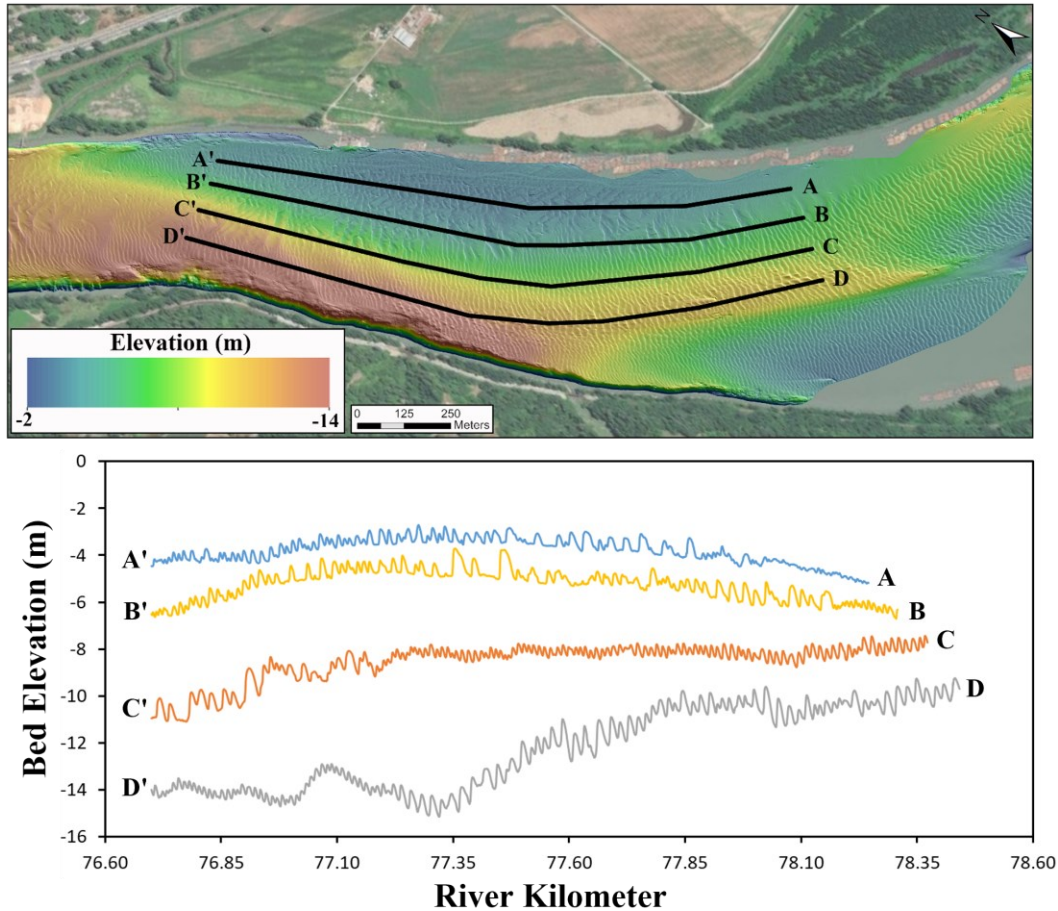 N
A'
B'
C'
D'
A
B
C
D
Elevation (m)
-2 -14
0 125 250
Meters
0
-2
-4
-6
-8
-10
-12
-14
-16
A'
B'
C'
D'
A
B
C
D
Bed Elevation (m)
76.60 76.85 77.10 77.35 77.60 77.85 78.10 78.35 78.60
River Kilometer